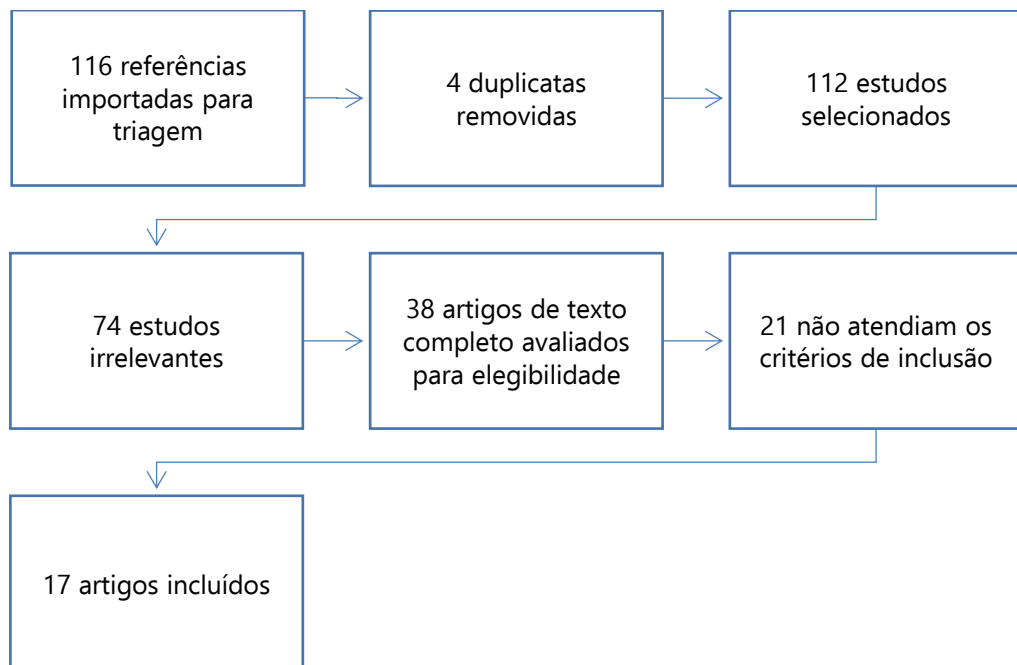 116 referências
importadas para
triagem
4 duplicatas
removidas
112 estudos
selecionados
74 estudos
irrelevantes
38 artigos de texto
completo avaliados
para elegibilidade
21 não atendiam os
critérios de inclusão
17 artigos incluídos